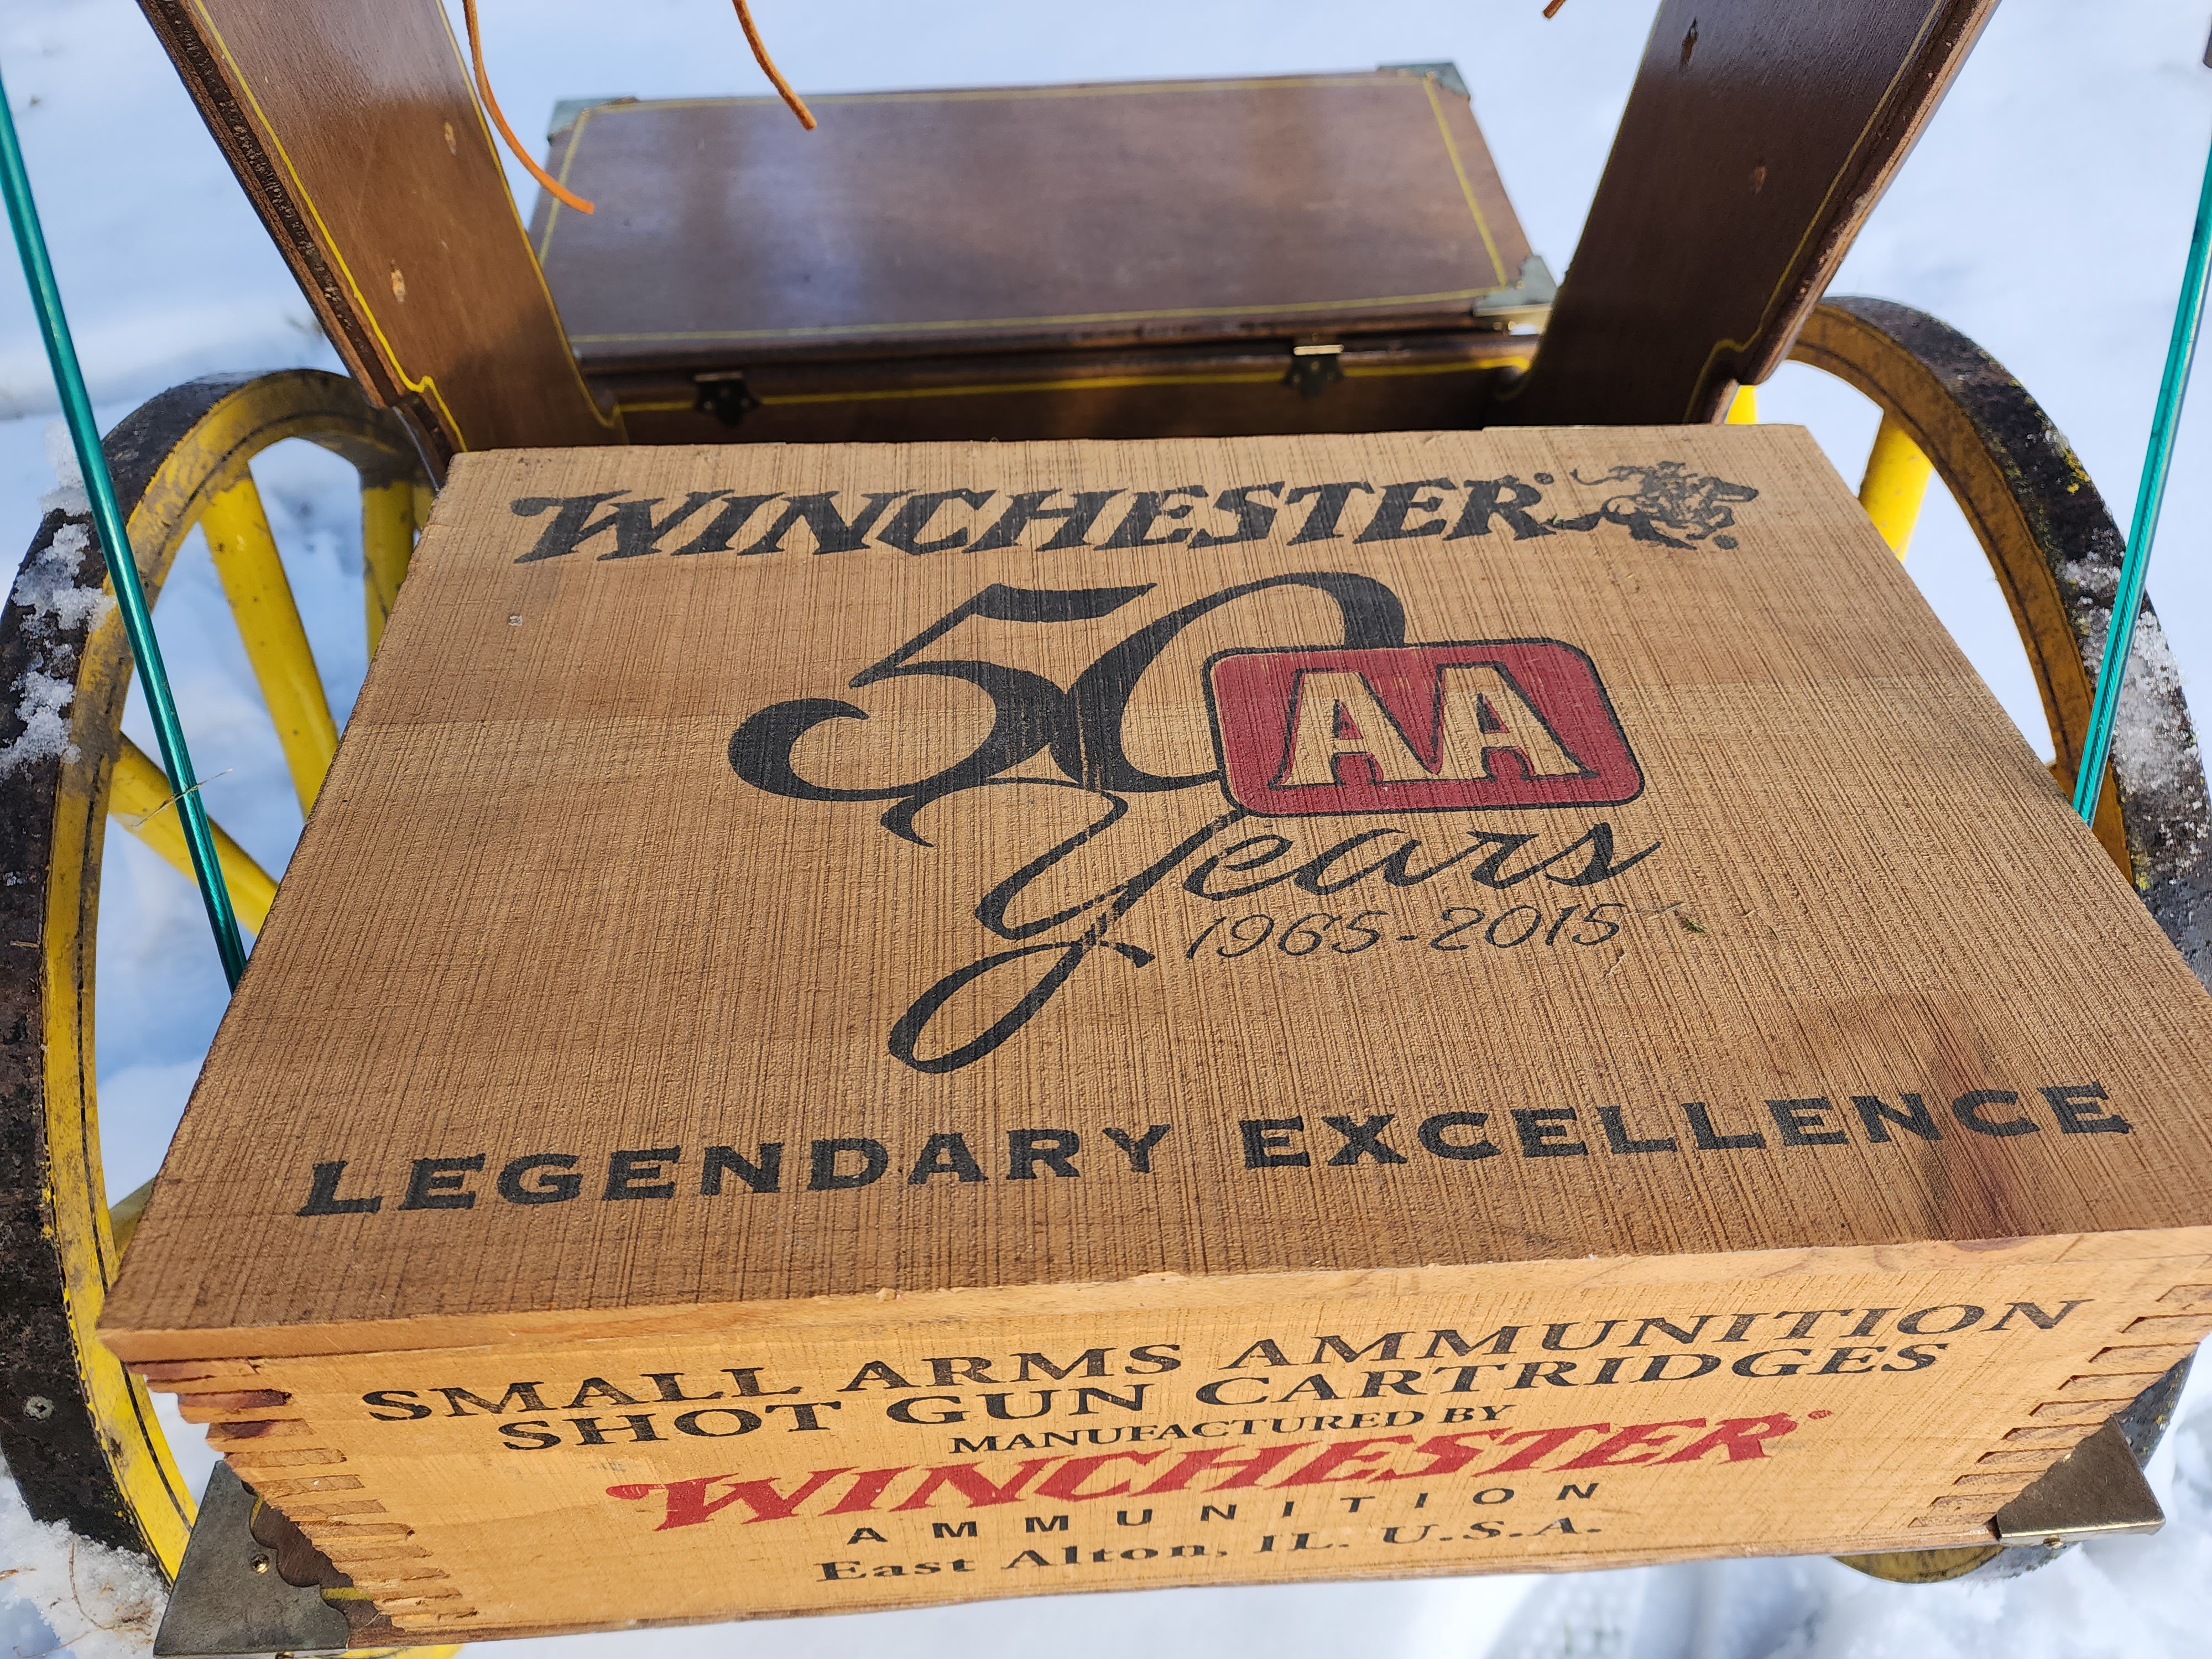 WINCHESTER®
50 AA
Years
1965-2015
LEGENDARY EXCELLENCE
SMALL ARMS AMMUNITION
SHOT GUN CARTRIDGES
MANUFACTURED BY
WINCHESTER®
AMMUNITION
East Alton, IL. U.S.A.